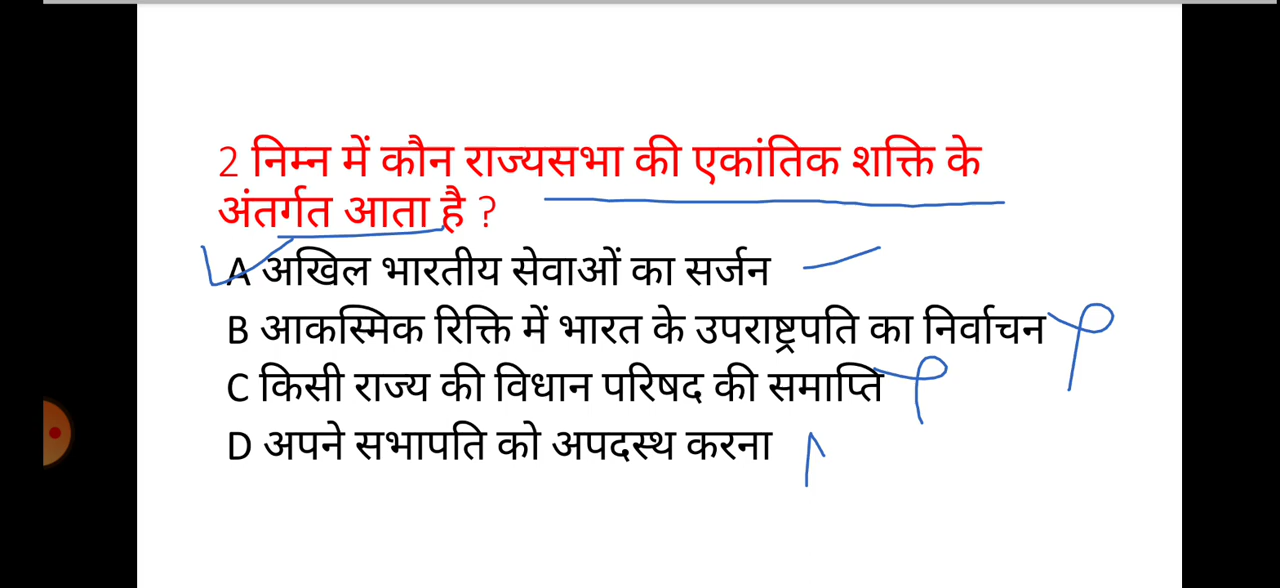 2 निम्न में कौन राज्यसभा की एकांतिक शक्ति के
अंतर्गत आता है ?
A अखिल भारतीय सेवाओं का सर्जन
B आकस्मिक रिक्ति में भारत के उपराष्ट्रपति का निर्वाचन
C किसी राज्य की विधान परिषद की समाप्ति
D अपने सभापति को अपदस्थ करना